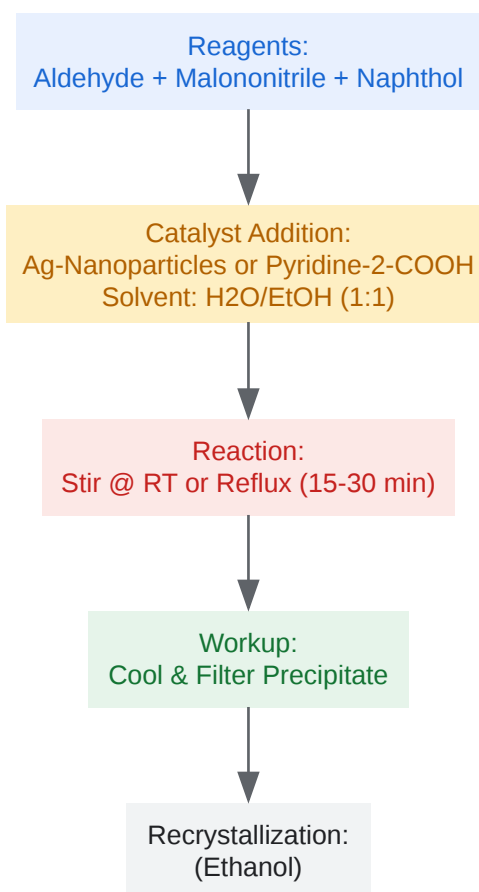 Reagents:
Aldehyde + Malononitrile + Naphthol
Catalyst Addition:
Ag-Nanoparticles or Pyridine-2-COOH
Solvent: H2O/EtOH (1:1)
Reaction:
Stir @ RT or Reflux (15-30 min)
Workup:
Cool & Filter Precipitate
Recrystallization:
(Ethanol)